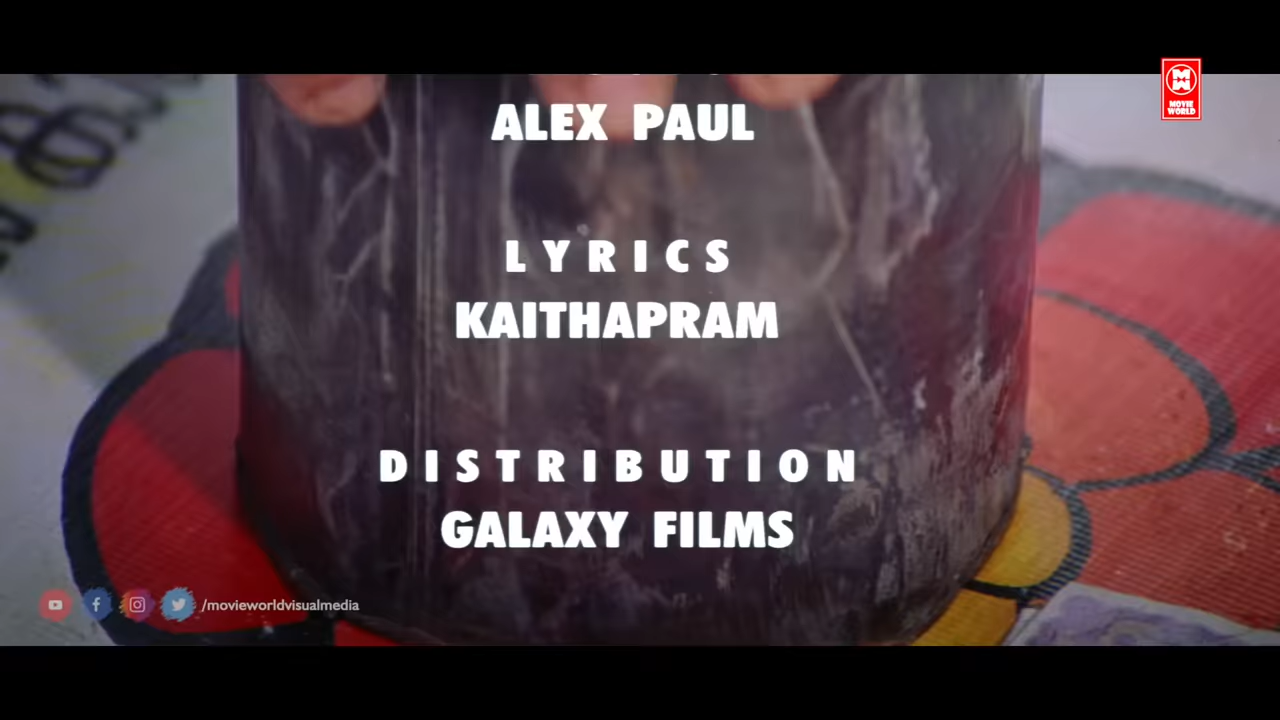 MOVIE
WORLD
ALEX PAUL
LYRICS
KAITHAPRAM
DISTRIBUTION
GALAXY FILMS
/movieworldvisualmedia